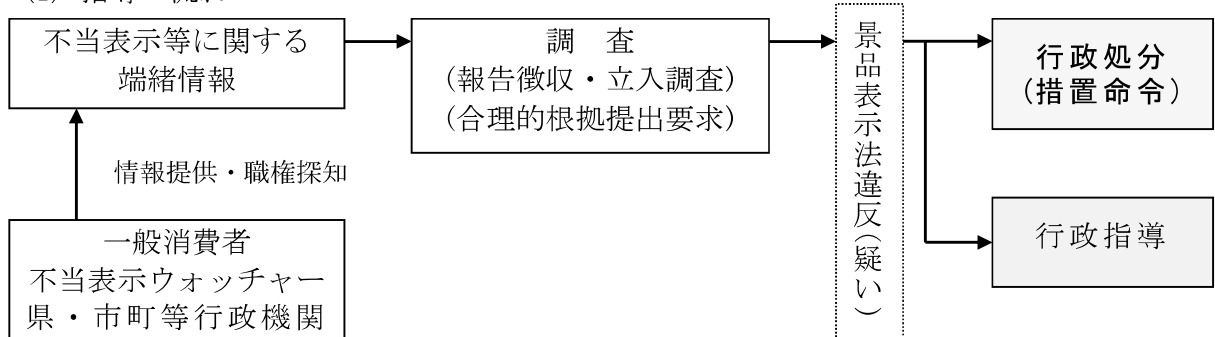 不当表示等に関する
端緒情報
調　査
（報告徴収・立入調査）
（合理的根拠提出要求）
景品表示法違反（疑い）
行政処分
（措置命令）
情報提供・職権探知
行政指導
一般消費者
不当表示ウォッチャー
県・市町等行政機関